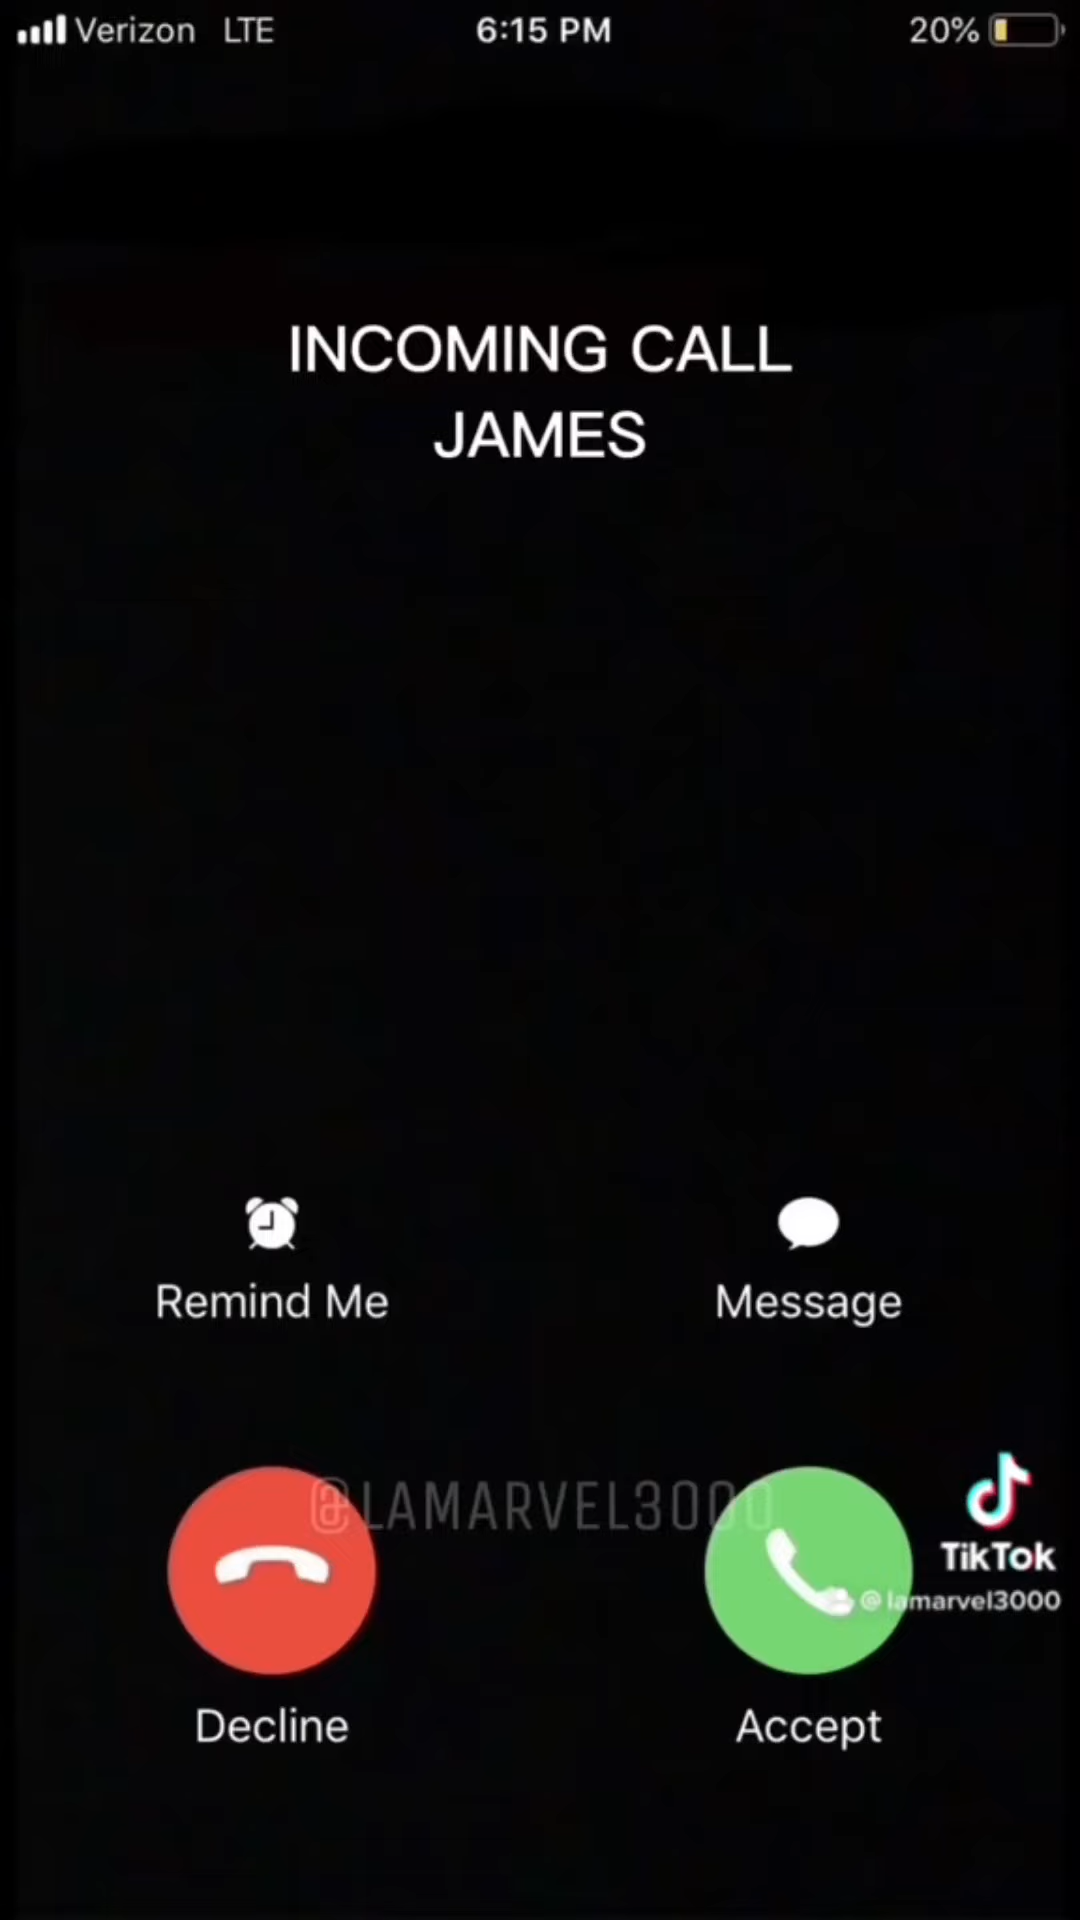 Verizon LTE 6:15 PM 20%
INCOMING CALL
JAMES
Remind Me Message
@LAMARVEL3000
TikTok
@lamarvel3000
Decline Accept